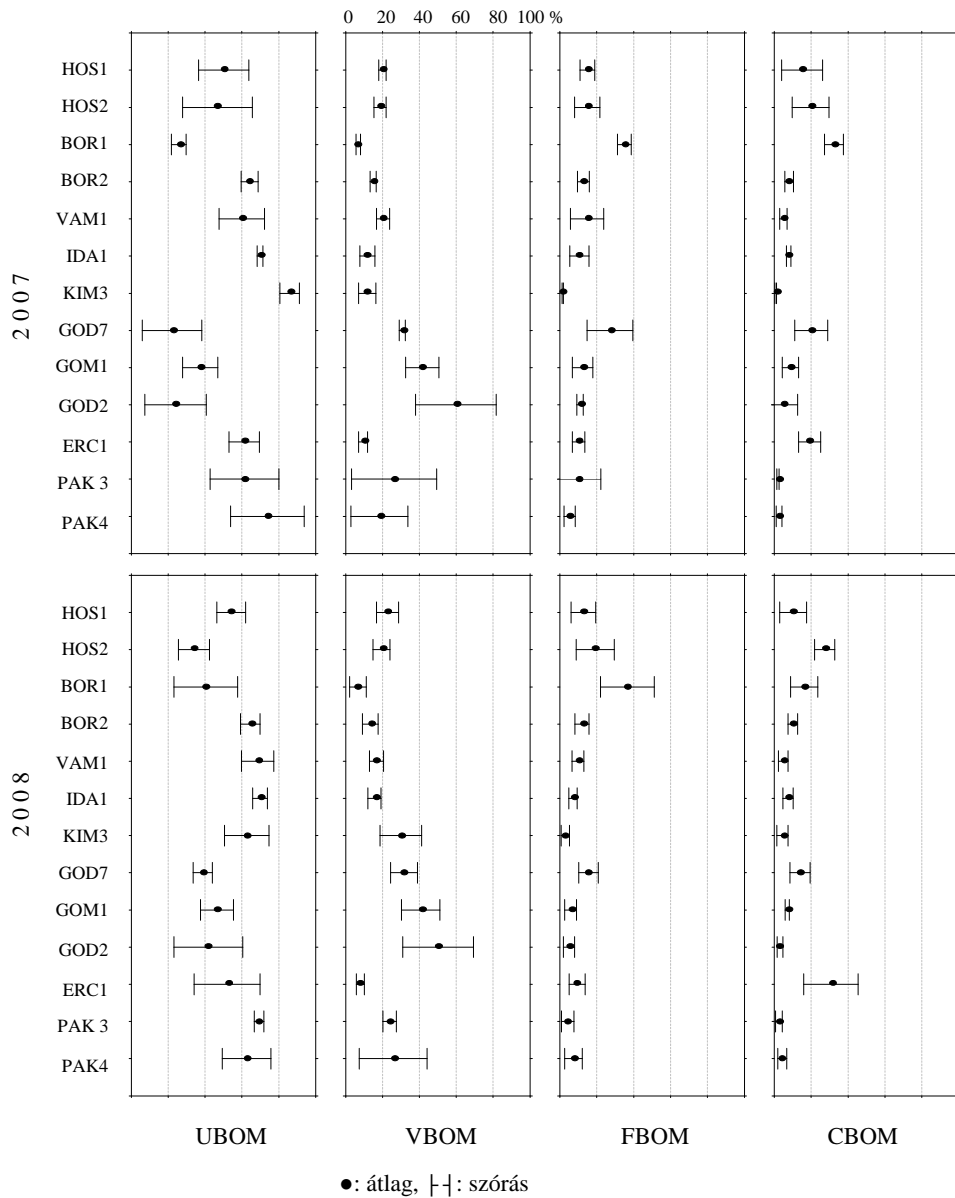 0 20 40 60 80 100 %
2007
HOS1
HOS2
BOR1
BOR2
VAM1
IDA1
KIM3
GOD7
GOM1
GOD2
ERC1
PAK 3
PAK4
2008
HOS1
HOS2
BOR1
BOR2
VAM1
IDA1
KIM3
GOD7
GOM1
GOD2
ERC1
PAK 3
PAK4
UBOM VBOM FBOM CBOM
●: átlag, ├┤: szórás